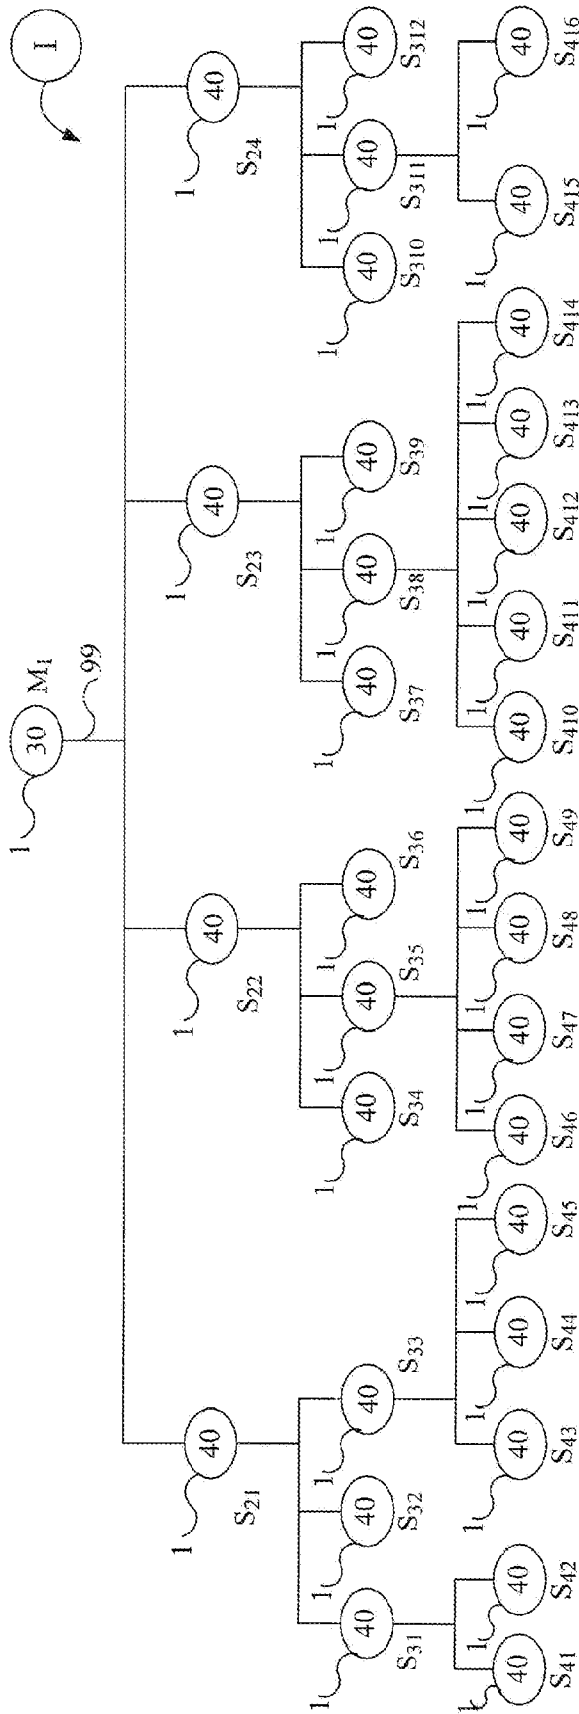 I
1 30 M₁
99
1 40 1 40 1 40 1 40
S₂₁ S₂₂ S₂₃ S₂₄
1 40 1 40 1 40 1 40 1 40 1 40 1 40 1 40 1 40 1 40 1 40 1 40
S₃₁ S₃₂ S₃₃ S₃₄ S₃₅ S₃₆ S₃₇ S₃₈ S₃₉ S₃₁₀ S₃₁₁ S₃₁₂
1 40 1 40 1 40 1 40 1 40 1 40 1 40 1 40 1 40 1 40 1 40 1 40 1 40 1 40 1 40 1 40
S₄₁ S₄₂ S₄₃ S₄₄ S₄₅ S₄₆ S₄₇ S₄₈ S₄₉ S₄₁₀ S₄₁₁ S₄₁₂ S₄₁₃ S₄₁₄ S₄₁₅ S₄₁₆